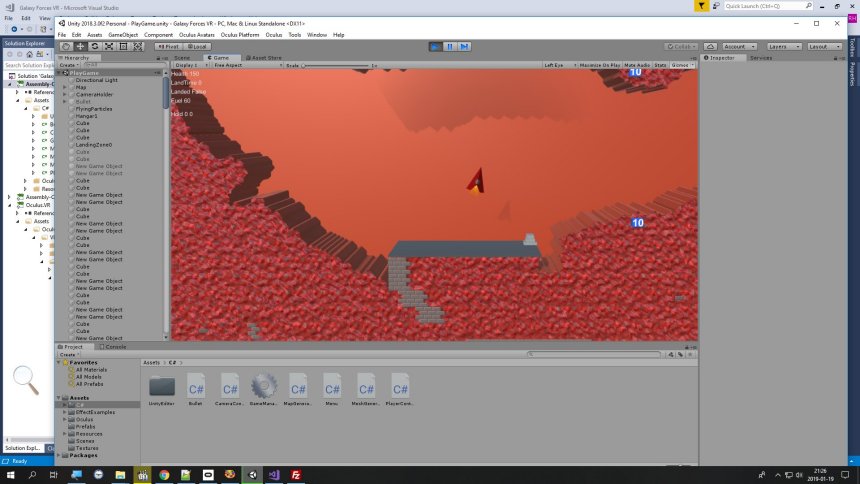 Galaxy Forces VR - Microsoft Visual Studio
Quick Launch (Ctrl+Q)
File Edit View
Unity 2018.3.0f2 Personal - PlayGame.unity - Galaxy Forces VR - PC, Mac & Linux Standalone <DX11>
File Edit Assets GameObject Component Oculus Avatars Oculus Platform Oculus Tools Window Help
Pivot Local
Collab Account Layers Layout
Solution Explorer
Search Solution Explorer
Hierarchy Scene Game Asset Store Inspector Services
Create Display 1 Free Aspect Scale 1x Left Eye Maximize On Play Mute Audio Stats Gizmos
PlayGame
Directional Light
Map
CameraHolder
Bullet
FlyingParticles
Hangar1
Cube
Cube
Cube
LandingZone0
Cube
Cube
New Game Object
New Game Object
Cube
Cube
New Game Object
New Game Object
Cube
Cube
New Game Object
New Game Object
Cube
Cube
New Game Object
New Game Object
Cube
Cube
New Game Object
New Game Object
Cube
Cube
New Game Object
Cube
Cube
New Game Object
Health 150
LandTime 0
Landed False
Fuel 60
Hold 0 0
10
10
Solution 'Galaxy
Assembly-C
Assets
C#
Assembly-C
Oculus.VR
Assets
Toolbox
Properties
Project Console
Create
Favorites
All Materials
All Models
All Prefabs
Assets
C#
EffectExamples
Oculus
Prefabs
Resources
Scenes
Textures
Packages
Assets C#
UnityEditor
Bullet
CameraCon...
GameMana...
MapGenera...
Menu
MeshGener...
PlayerCont...
Solution Expl...
Ready
21:26
2019-01-19